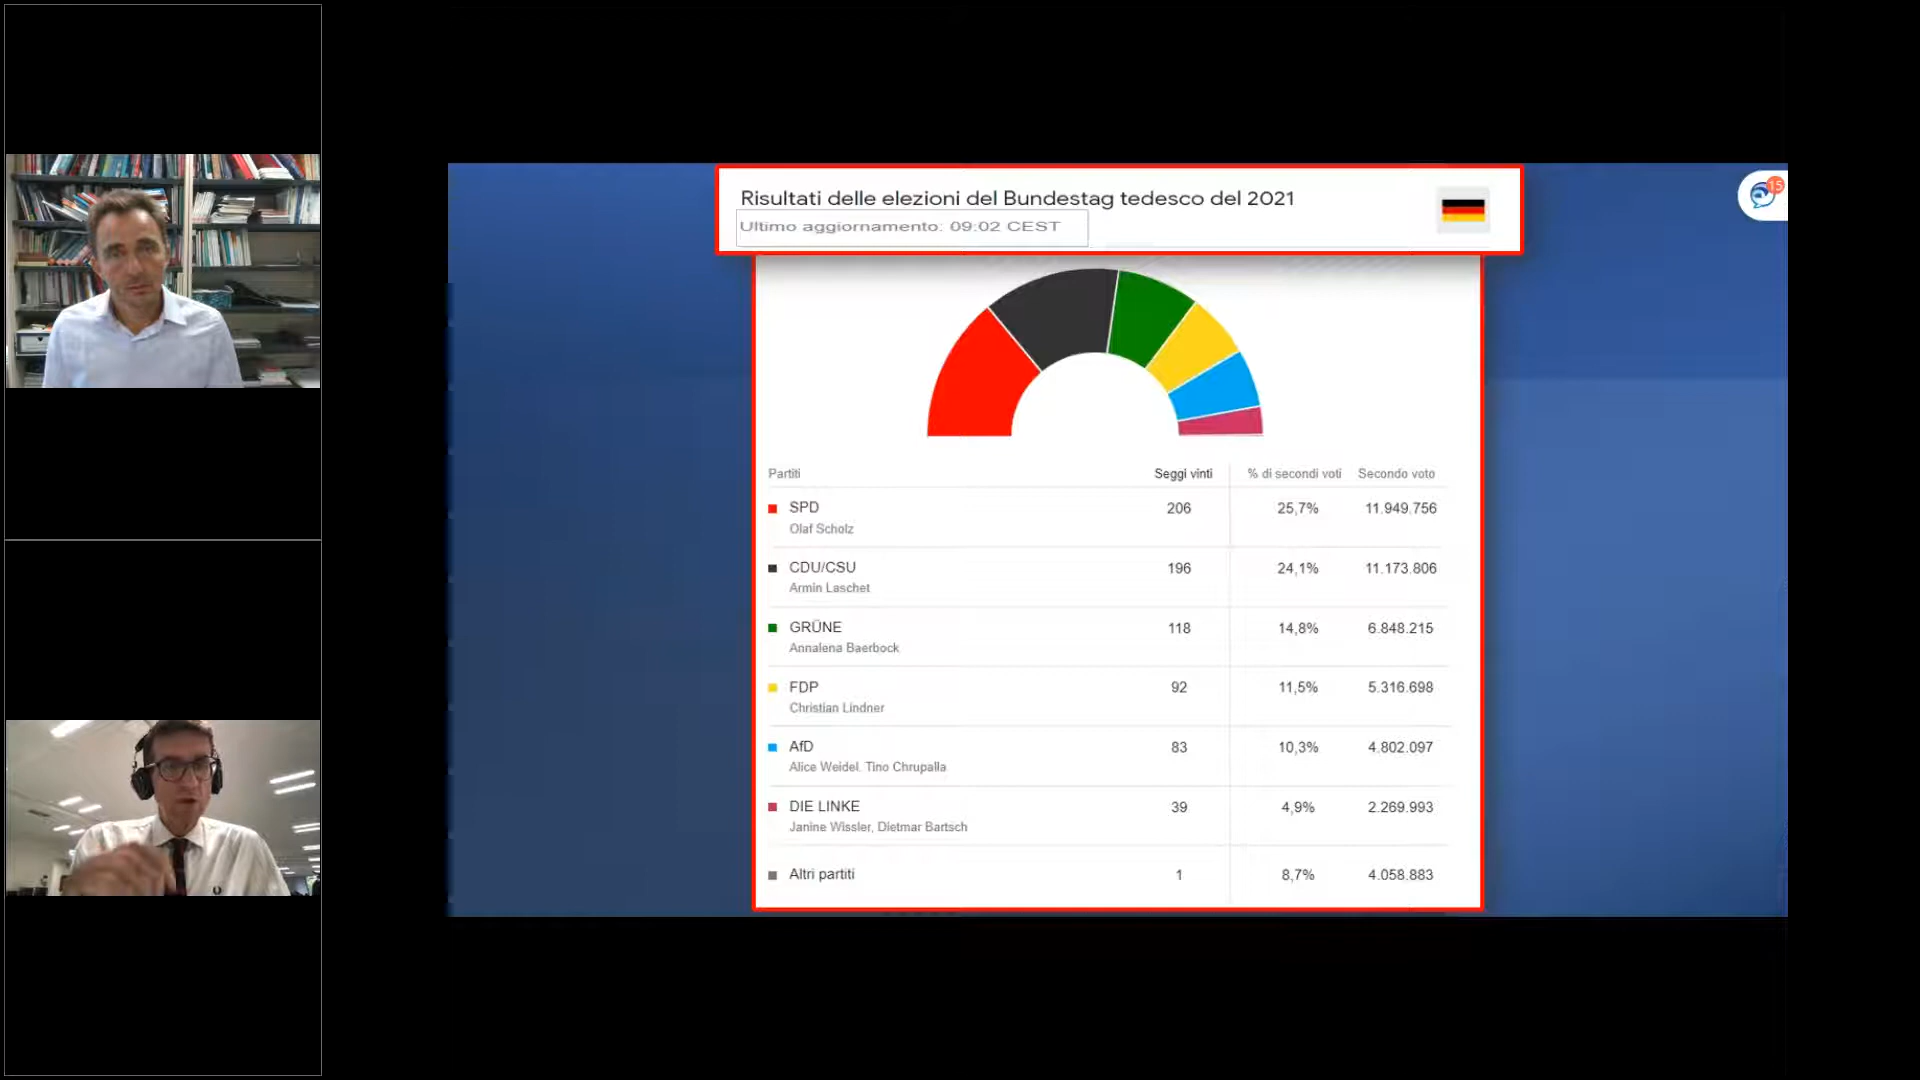 Risultati delle elezioni del Bundestag tedesco del 2021
Ultimo aggiornamento: 09:02 CEST
15
Partiti Seggi vinti % di secondi voti Secondo voto
SPD 206 25,7% 11.949.756
Olaf Scholz
CDU/CSU 196 24,1% 11.173.806
Armin Laschet
GRÜNE 118 14,8% 6.848.215
Annalena Baerbock
FDP 92 11,5% 5.316.698
Christian Lindner
AfD 83 10,3% 4.802.097
Alice Weidel, Tino Chrupalla
DIE LINKE 39 4,9% 2.269.993
Janine Wissler, Dietmar Bartsch
Altri partiti 1 8,7% 4.058.883